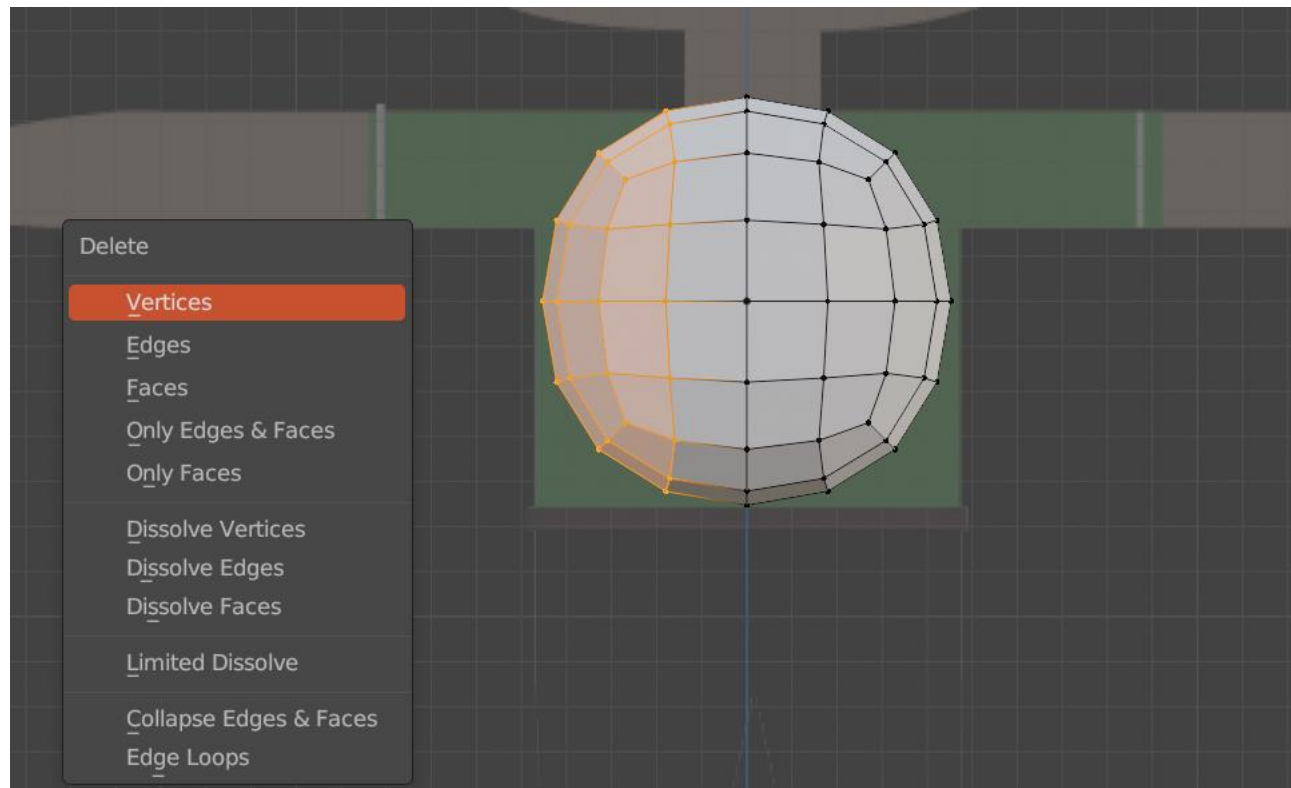 Delete
Vertices
Edges
Faces
Only Edges & Faces
Only Faces
Dissolve Vertices
Dissolve Edges
Dissolve Faces
Limited Dissolve
Collapse Edges & Faces
Edge Loops